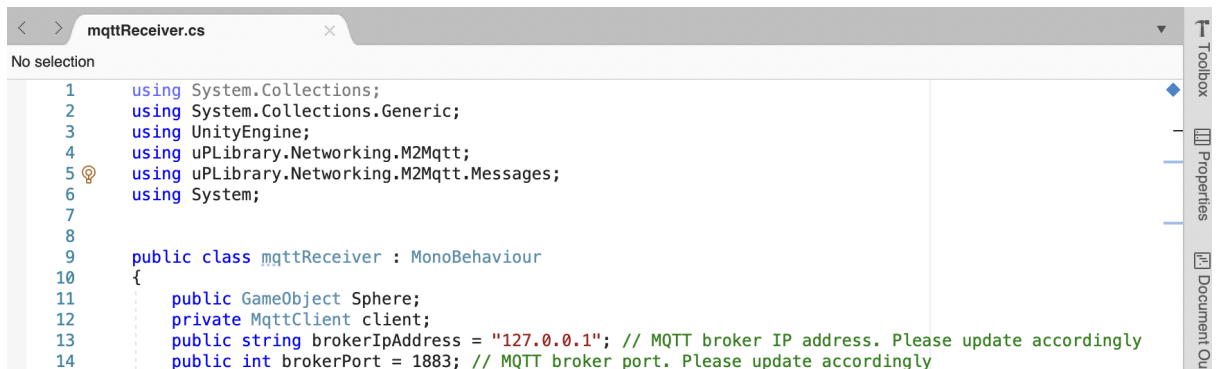 mqttReceiver.cs
No selection
1 using System.Collections;
2 using System.Collections.Generic;
3 using UnityEngine;
4 using uPLibrary.Networking.M2Mqtt;
5 using uPLibrary.Networking.M2Mqtt.Messages;
6 using System;
7
8
9 public class mqttReceiver : MonoBehaviour
10 {
11 public GameObject Sphere;
12 private MqttClient client;
13 public string brokerIpAddress = "127.0.0.1"; // MQTT broker IP address. Please update accordingly
14 public int brokerPort = 1883; // MQTT broker port. Please update accordingly
Toolbox
Properties
Document Ou